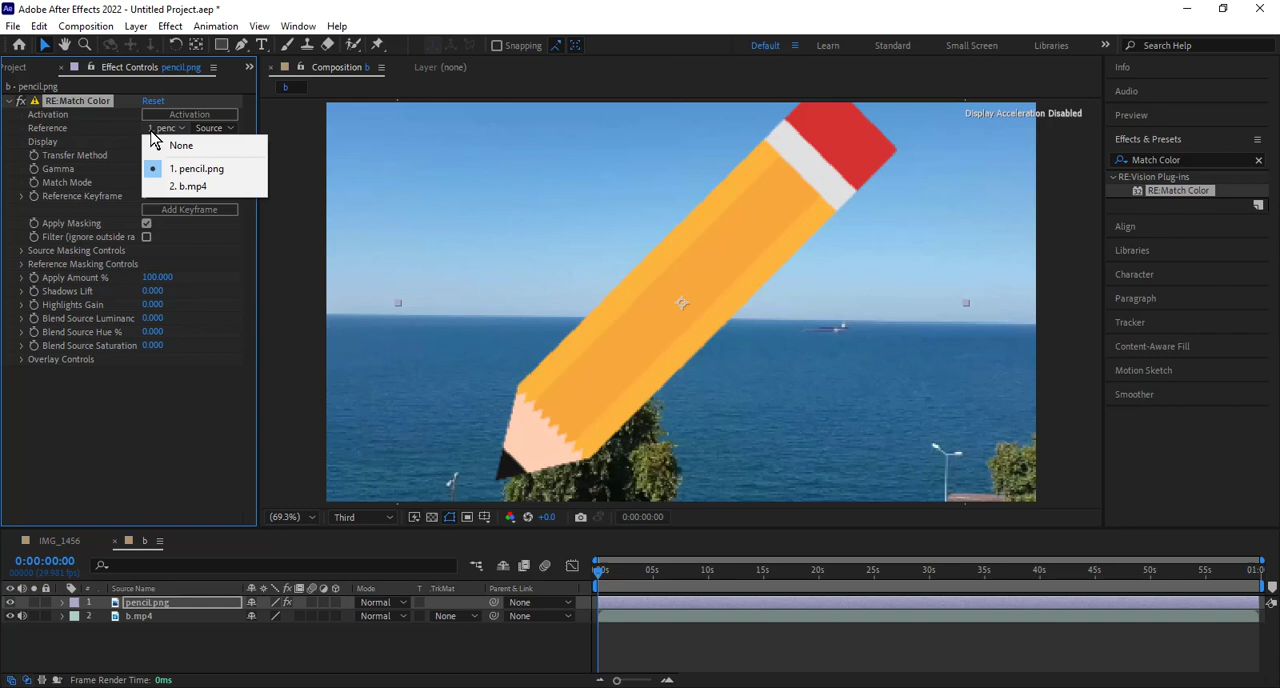 Adobe After Effects 2022 - Untitled Project.aep *
File Edit Composition Layer Effect Animation View Window Help
Snapping
Default Learn Standard Small Screen Libraries
Search Help
Project
Effect Controls pencil.png
Composition b
Layer (none)
b - pencil.png
b
RE:Match Color Reset
Activation Activation
Reference 1. penc Source
Display
Transfer Method
Gamma
Match Mode
Reference Keyframe
None
1. pencil.png
2. b.mp4
Add Keyframe
Apply Masking
Filter (ignore outside ra
Source Masking Controls
Reference Masking Controls
Apply Amount % 100.000
Shadows Lift 0.000
Highlights Gain 0.000
Blend Source Luminanc 0.000
Blend Source Hue % 0.000
Blend Source Saturation 0.000
Overlay Controls
Display Acceleration Disabled
(69.3%) Third +0.0 0:00:00:00
Info
Audio
Preview
Effects & Presets
Match Color
RE:Vision Plug-ins
RE:Match Color
Align
Libraries
Character
Paragraph
Tracker
Content-Aware Fill
Motion Sketch
Smoother
IMG_1456
b
0:00:00:00
00000 (29.981 fps)
# Source Name Mode T .TrkMat Parent & Link
1 pencil.png Normal None
2 b.mp4 Normal None None
05s 10s 15s 20s 25s 30s 35s 40s 45s 50s 55s
Frame Render Time: 0ms